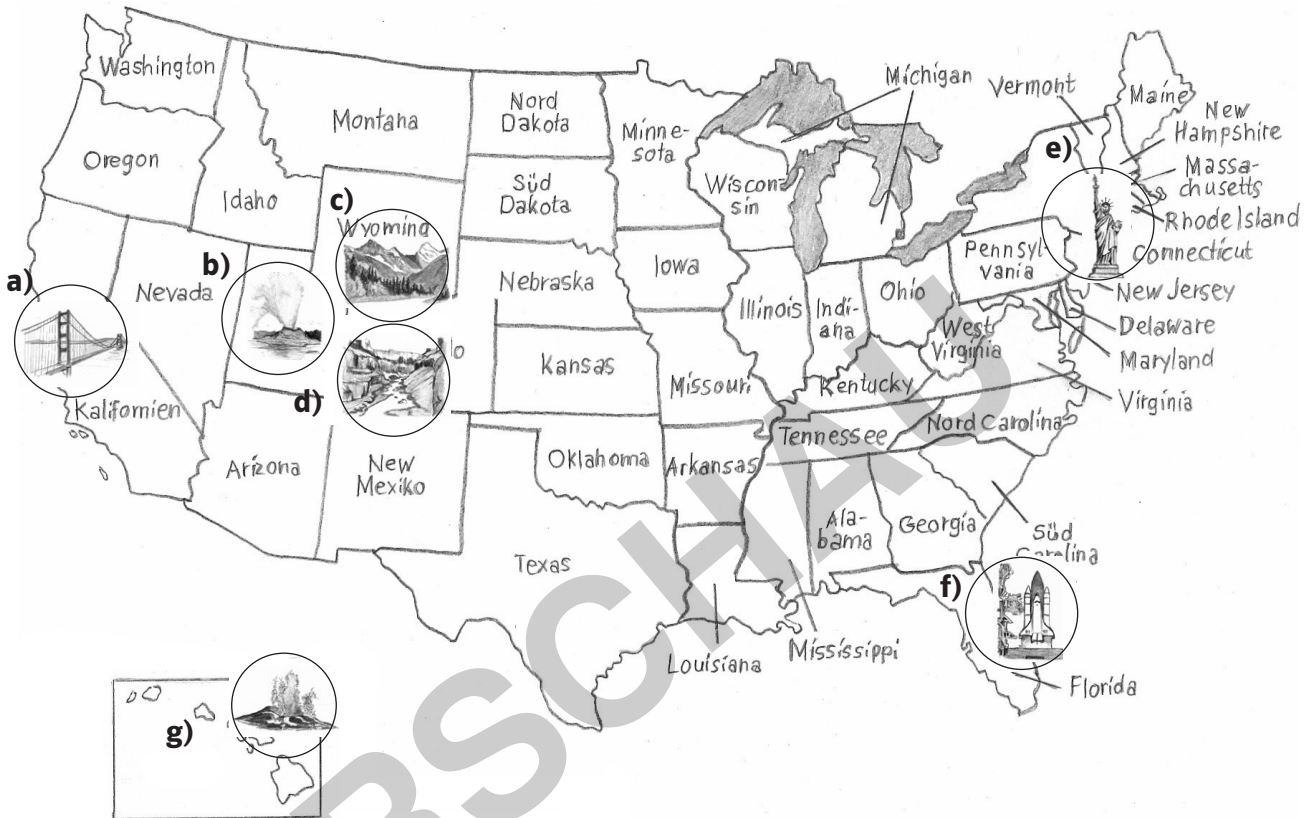 Washington
Oregon
Idaho
Montana
Nord
Dakota
Süd
Dakota
Minne-
sota
Wiscon
sin
Michigan
Vermont
Maine
New
Hampshire
Massa-
chusetts
Rhode Island
Connecticut
New Jersey
Delaware
Maryland
Virginia
e)
c)
Wyoming
b)
a)
Nevada
Kalifornien
d)
lo
Nebraska
Iowa
Illinois
Indi-
ana
Ohio
Pennsyl-
vania
West
Virginia
Kansas
Missouri
Kentucky
Arizona
New
Mexiko
Oklahoma
Arkansas
Tennessee
Nord Carolina
Texas
Ala-
bama
Georgia
Süd
Carolina
f)
Louisiana
Mississippi
Florida
g)
BSCHAU